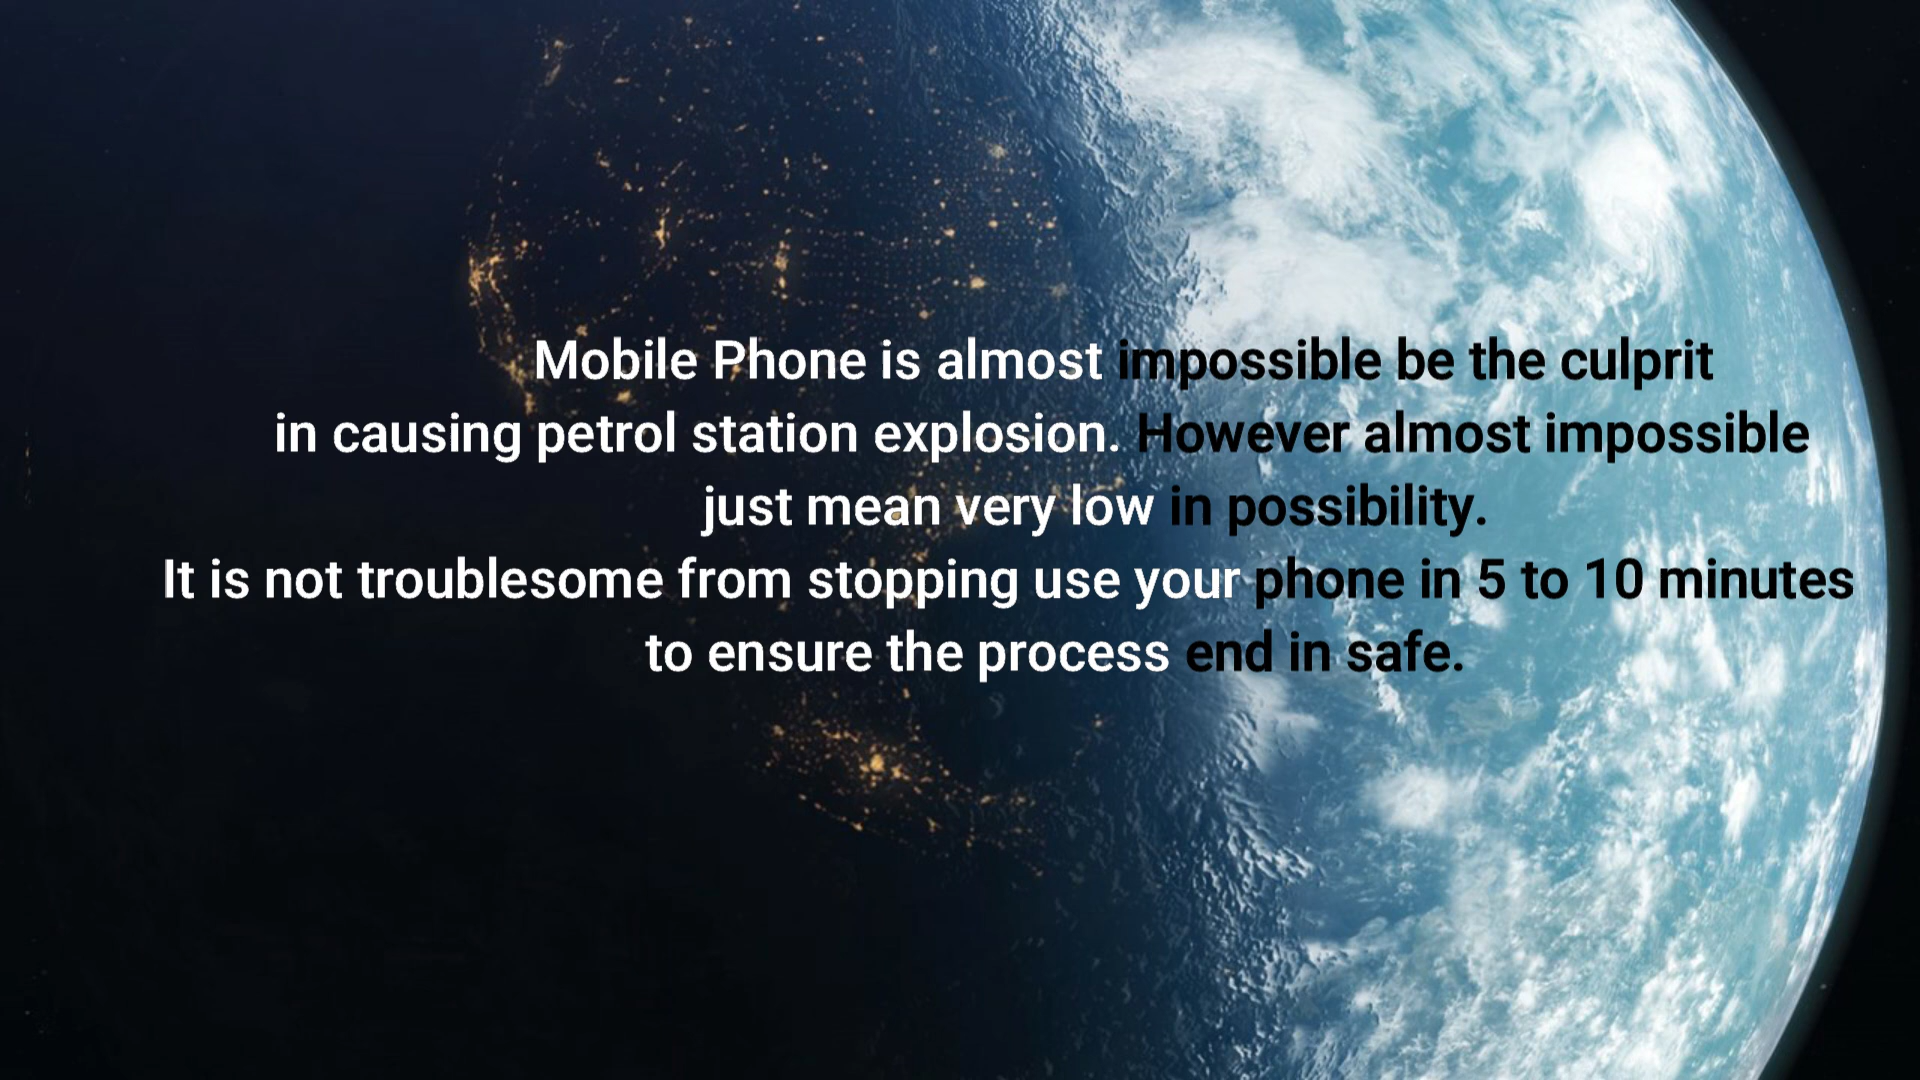 Mobile Phone is almost impossible be the culprit
in causing petrol station explosion. However almost impossible
just mean very low in possibility.
It is not troublesome from stopping use your phone in 5 to 10 minutes
to ensure the process end in safe.